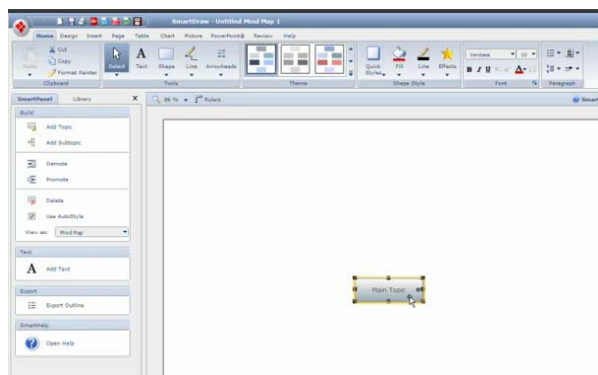 SmartDraw - Untitled Mind Map 1
Home Design Insert Page Table Chart Picture PowerPoint® Review Help
Cut
Copy
Format Painter
Clipboard
Select
Text
Shape
Line
Arrowheads
Tools
Theme
Quick Styles
Fill
Line
Effects
Shape Style
Verdana 10
B I U
Font
Paragraph
SmartPanel Library X
86 % Rulers
Build
Add Topic
Add Subtopic
Demote
Promote
Delete
Use AutoStyle
View as: Mind Map
Text
A Add Text
Export
Export Outline
SmartHelp
? Open Help
Main Topic